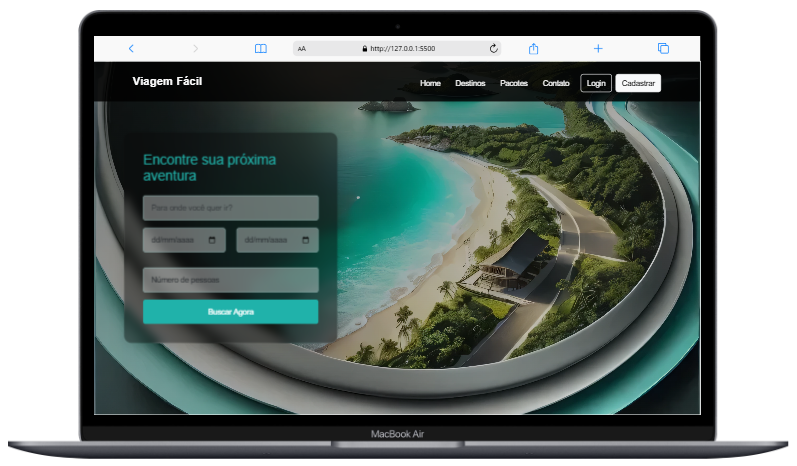 AA
http://127.0.0.1:5500
Viagem Fácil
Home
Destinos
Pacotes
Contato
Login
Cadastrar
Encontre sua próxima
aventura
Para onde você quer ir?
dd/mm/aaaa
dd/mm/aaaa
Número de pessoas
Buscar Agora
MacBook Air